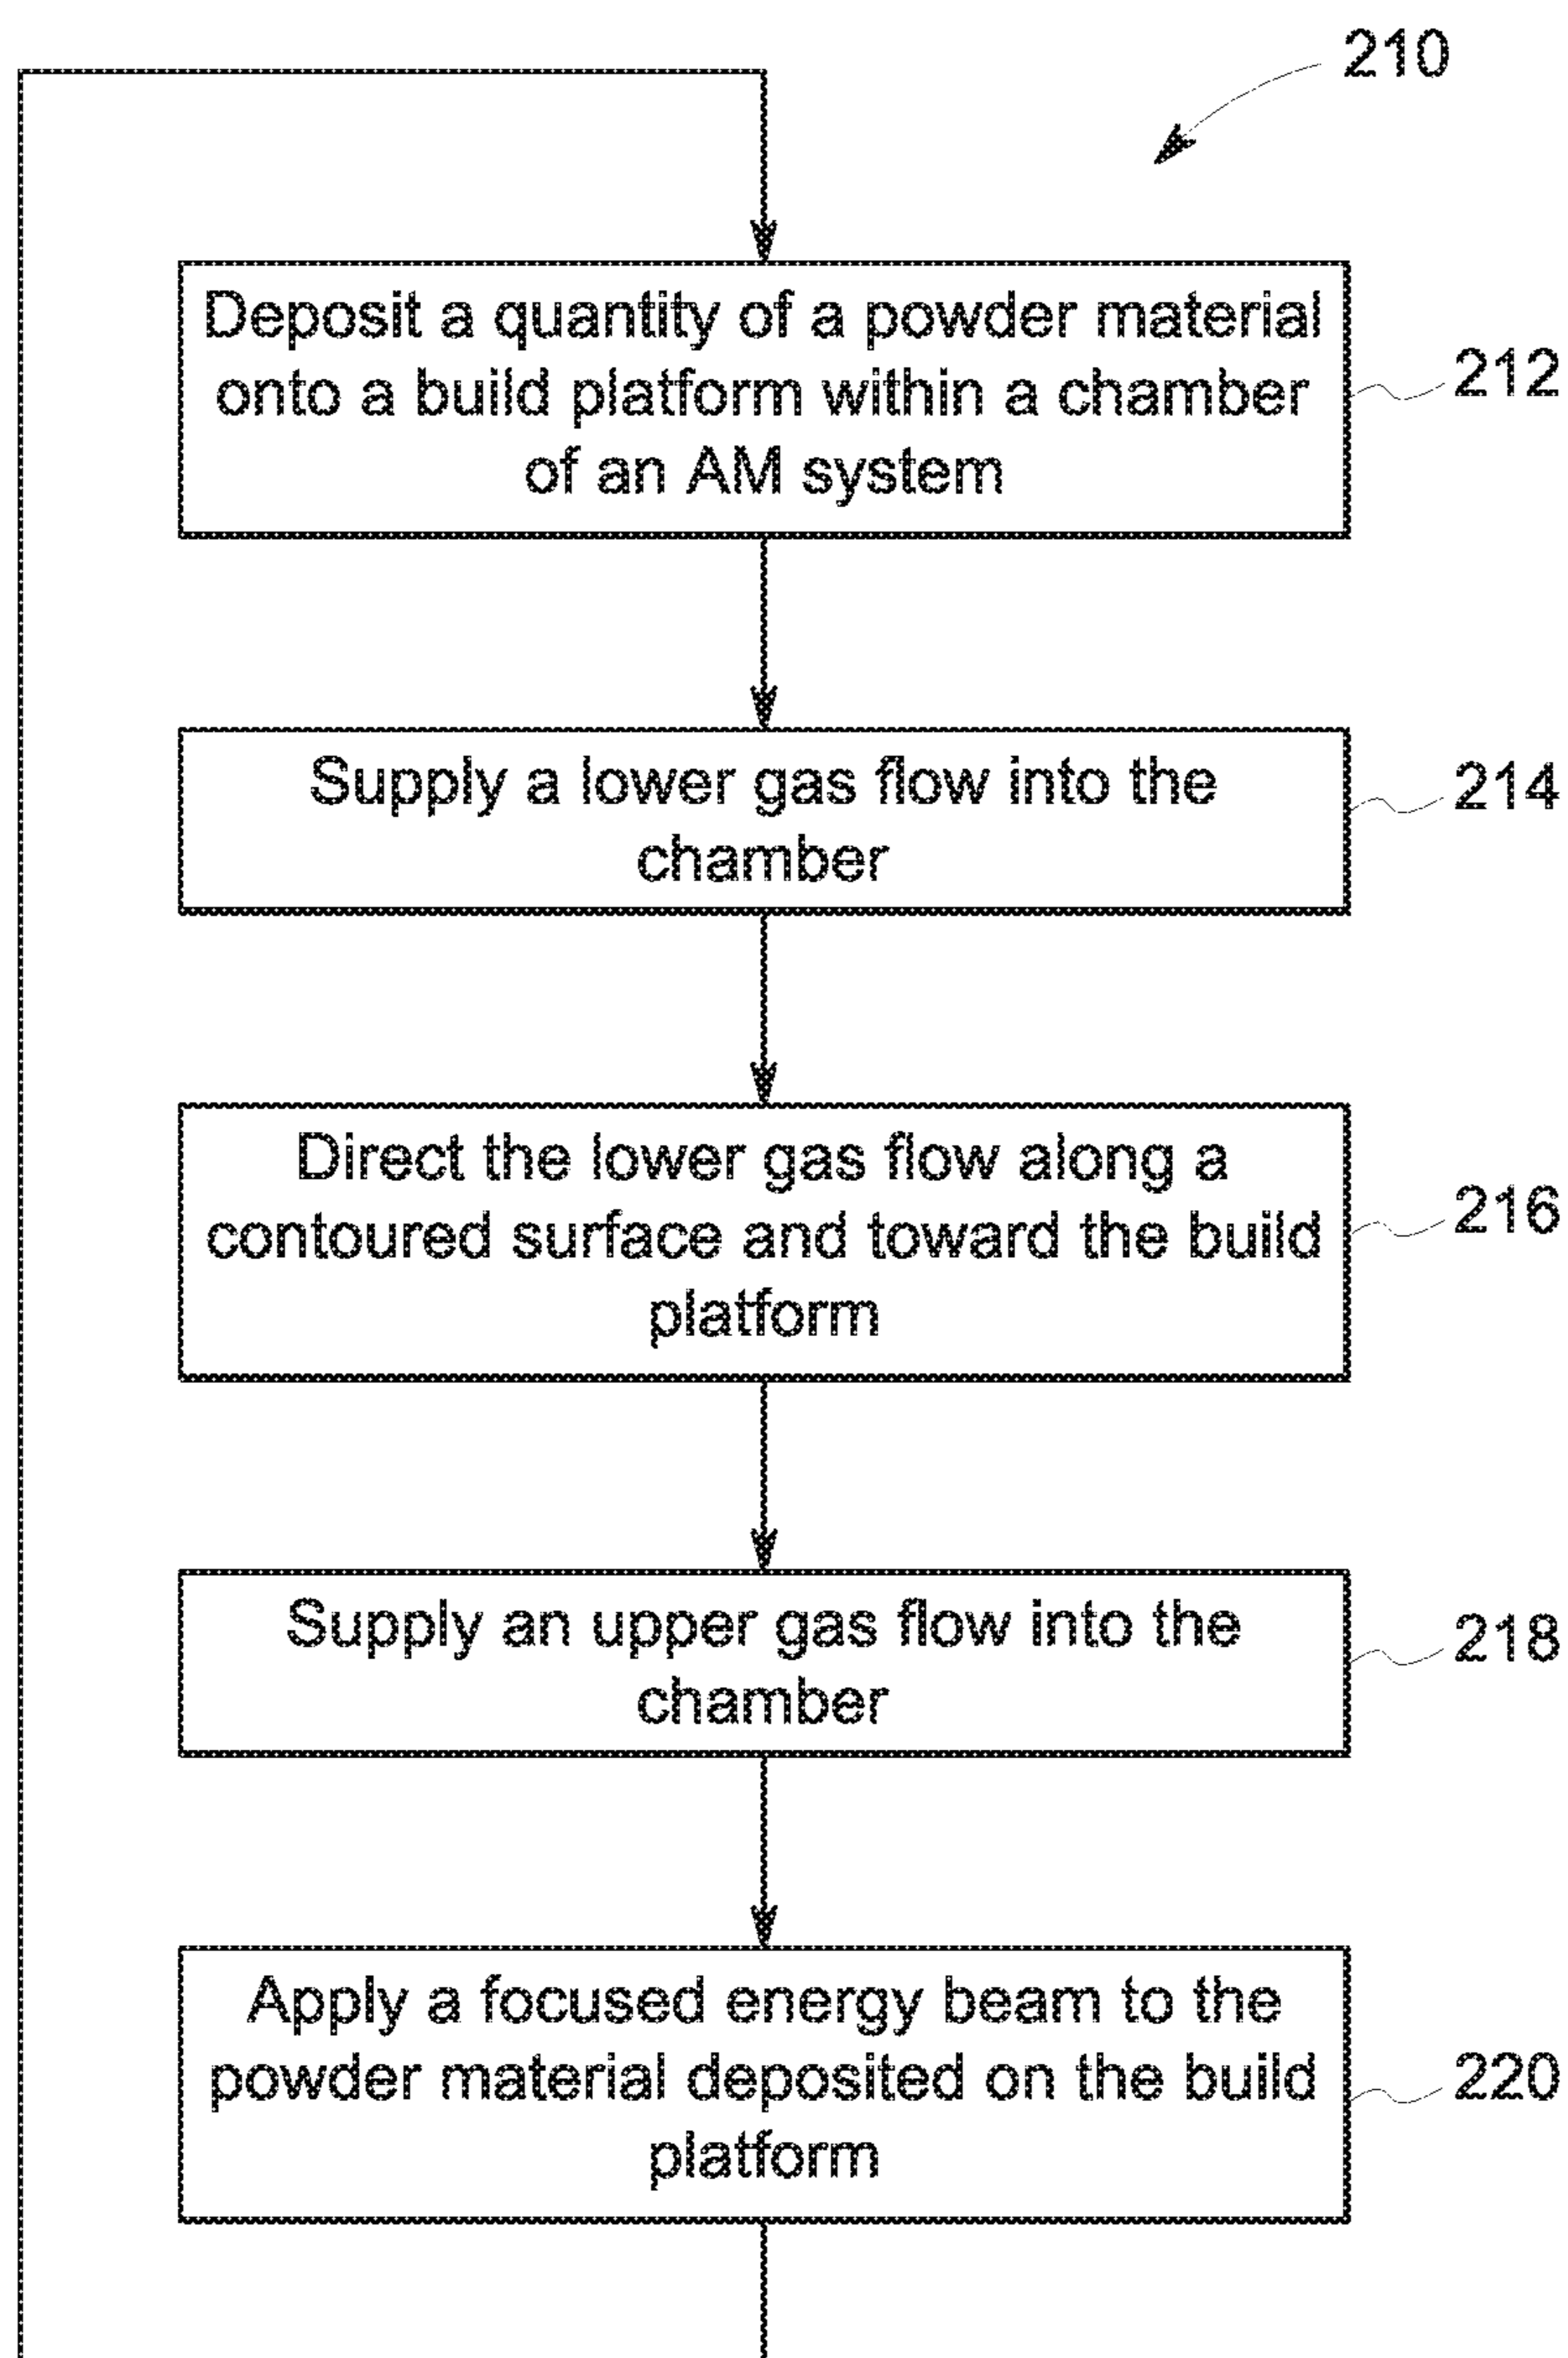 210
Deposit a quantity of a powder material
onto a build platform within a chamber
of an AM system
212
Supply a lower gas flow into the
chamber
214
Direct the lower gas flow along a
contoured surface and toward the build
platform
216
Supply an upper gas flow into the
chamber
218
Apply a focused energy beam to the
powder material deposited on the build
platform
220